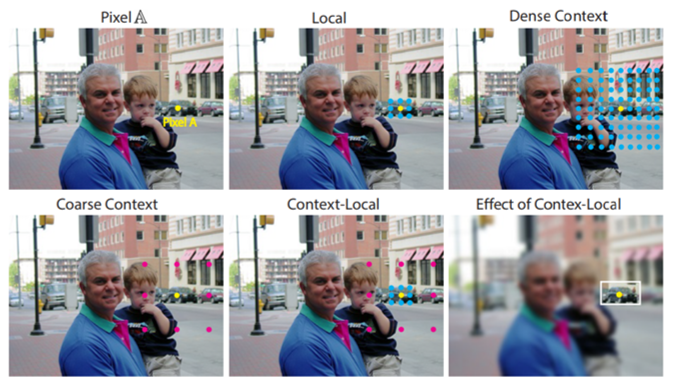 Pixel 𝔸
Local
Dense Context
Pixel A
Coarse Context
Context-Local
Effect of Contex-Local